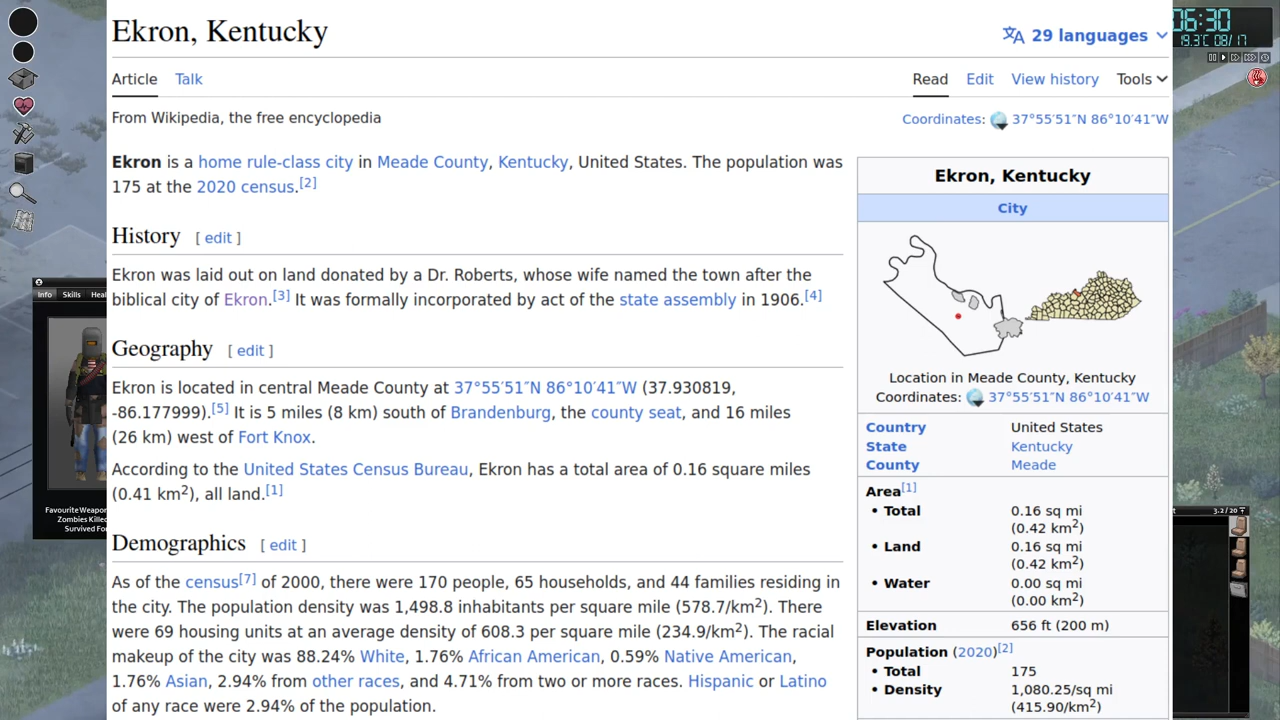 Ekron, Kentucky
29 languages
Article Talk Read Edit View history Tools
From Wikipedia, the free encyclopedia
Coordinates: 37°55′51″N 86°10′41″W
Ekron is a home rule-class city in Meade County, Kentucky, United States. The population was
175 at the 2020 census.[2]
History [ edit ]
Ekron was laid out on land donated by a Dr. Roberts, whose wife named the town after the
biblical city of Ekron.[3] It was formally incorporated by act of the state assembly in 1906.[4]
Geography [ edit ]
Ekron is located in central Meade County at 37°55′51″N 86°10′41″W (37.930819,
-86.177999).[5] It is 5 miles (8 km) south of Brandenburg, the county seat, and 16 miles
(26 km) west of Fort Knox.
According to the United States Census Bureau, Ekron has a total area of 0.16 square miles
(0.41 km2), all land.[1]
Demographics [ edit ]
As of the census[7] of 2000, there were 170 people, 65 households, and 44 families residing in
the city. The population density was 1,498.8 inhabitants per square mile (578.7/km2). There
were 69 housing units at an average density of 608.3 per square mile (234.9/km2). The racial
makeup of the city was 88.24% White, 1.76% African American, 0.59% Native American,
1.76% Asian, 2.94% from other races, and 4.71% from two or more races. Hispanic or Latino
of any race were 2.94% of the population.
Ekron, Kentucky
City
Location in Meade County, Kentucky
Coordinates: 37°55′51″N 86°10′41″W
Country United States
State Kentucky
County Meade
Area[1]
• Total 0.16 sq mi
(0.42 km2)
• Land 0.16 sq mi
(0.42 km2)
• Water 0.00 sq mi
(0.00 km2)
Elevation 656 ft (200 m)
Population (2020)[2]
• Total 175
• Density 1,080.25/sq mi
(415.90/km2)
06:30
19.3°C 08/17
Info Skills Heal
Favourite Weapon
Zombies Killed
Survived Fo
3.2 / 20